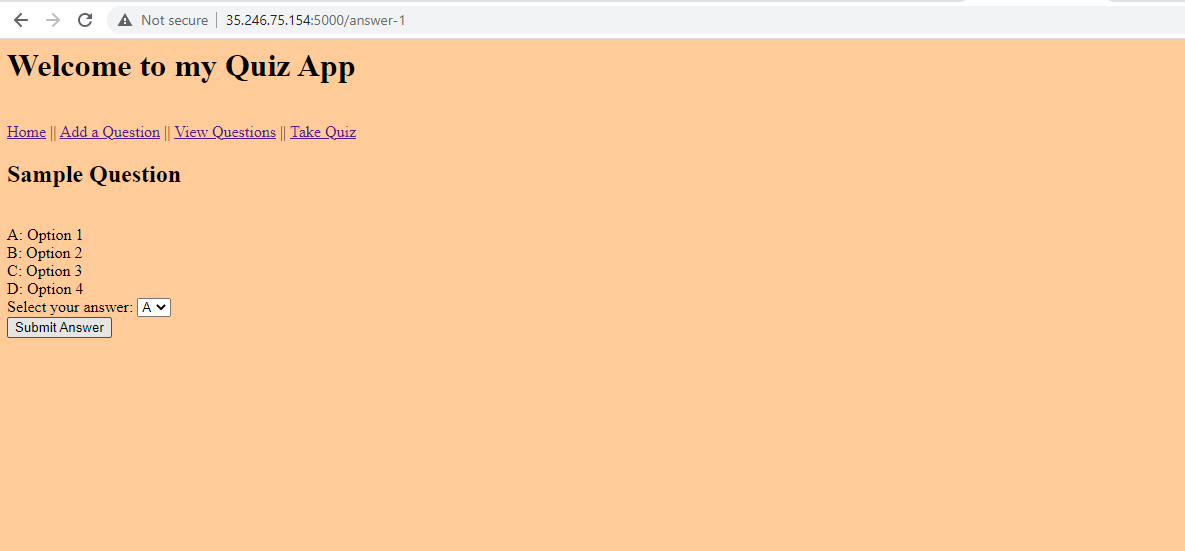 Not secure | 35.246.75.154:5000/answer-1
Welcome to my Quiz App
Home || Add a Question || View Questions || Take Quiz
Sample Question
A: Option 1
B: Option 2
C: Option 3
D: Option 4
Select your answer: A
Submit Answer